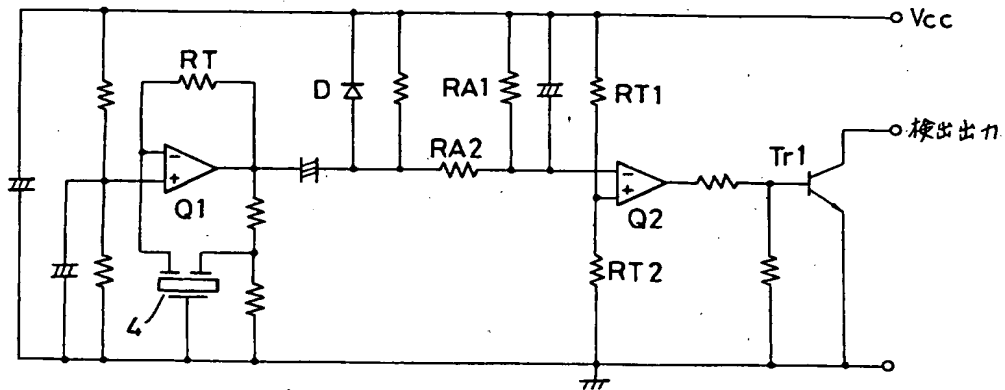 Vcc
RT
D
RA1
RT1
検出出力
RA2
Tr1
−
+
Q1
−
+
Q2
RT2
4